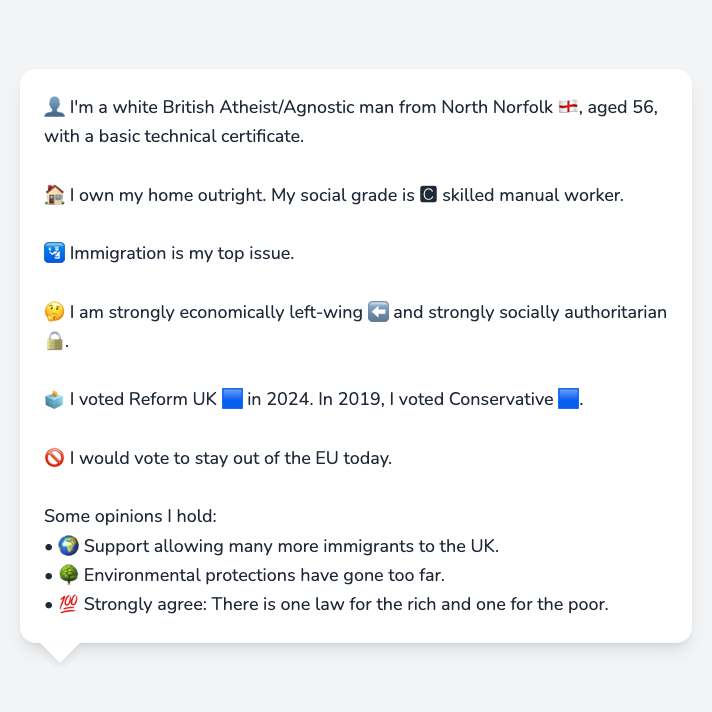 👤 I'm a white British Atheist/Agnostic man from North Norfolk 🏴󠁧󠁢󠁥󠁮󠁧󠁿, aged 56,
with a basic technical certificate.
🏠 I own my home outright. My social grade is 🅲 skilled manual worker.
🛂 Immigration is my top issue.
🤔 I am strongly economically left-wing ⬅️ and strongly socially authoritarian
🔒.
🗳️ I voted Reform UK 🟦 in 2024. In 2019, I voted Conservative 🟦.
🚫 I would vote to stay out of the EU today.
Some opinions I hold:
• 🌍 Support allowing many more immigrants to the UK.
• 🌳 Environmental protections have gone too far.
• 💯 Strongly agree: There is one law for the rich and one for the poor.